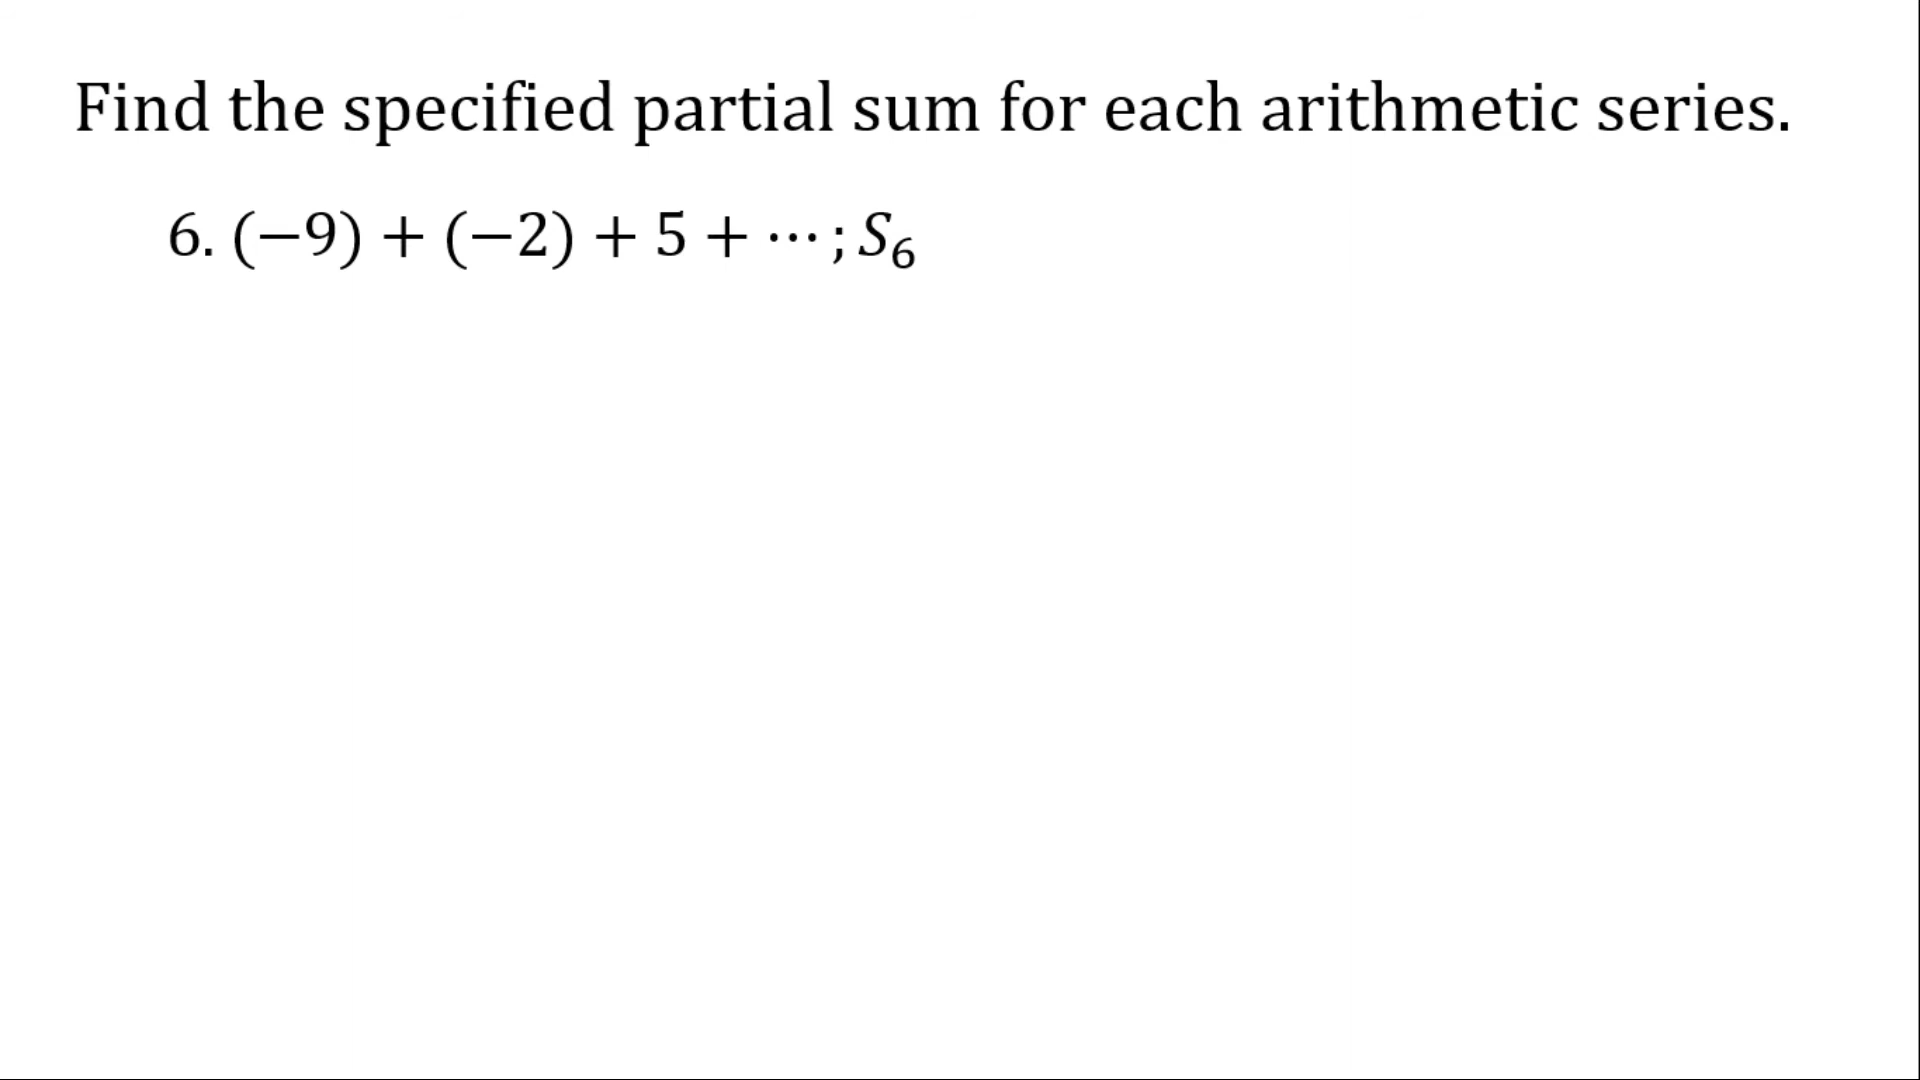 Find the specified partial sum for each arithmetic series.
6. (−9) + (−2) + 5 + ⋯ ; S₆